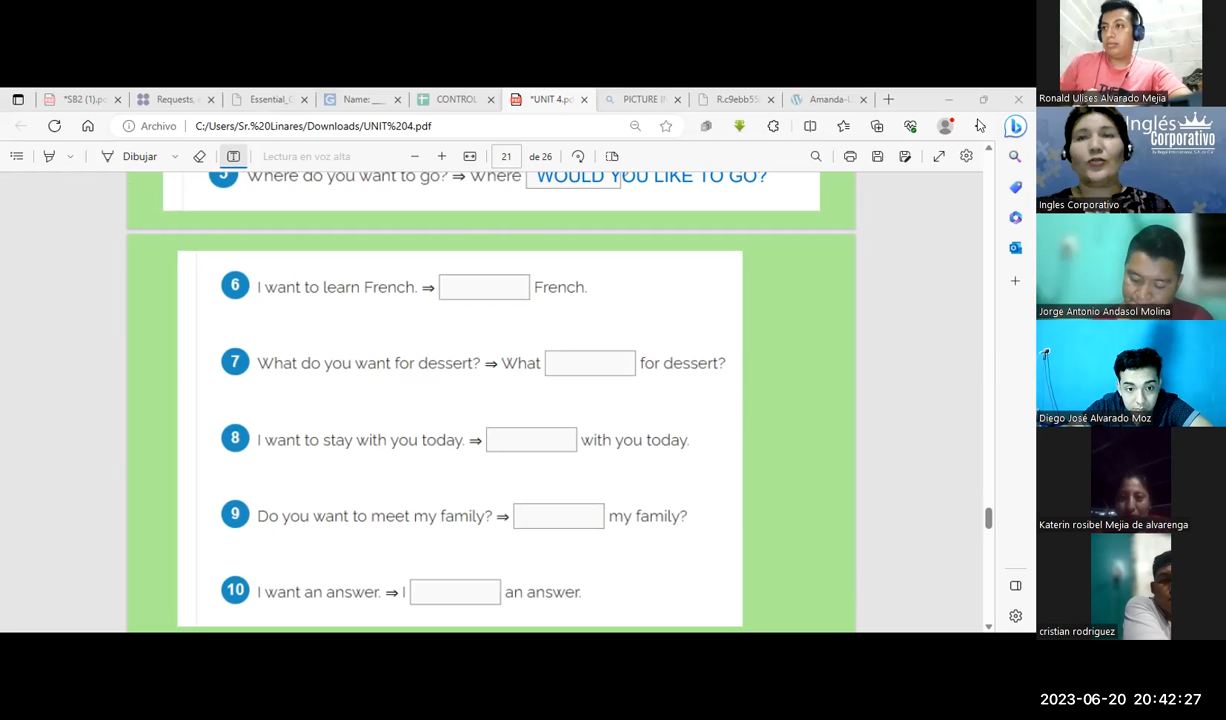 *SB2 (1).pd
Requests, o
Essential_C
Name: ___
CONTROL
*UNIT 4.pd
PICTURE I
R.c9ebb55
Amanda-L
Archivo C:/Users/Sr.%20Linares/Downloads/UNIT%204.pdf
Dibujar
Lectura en voz alta
21 de 26
5 Where do you want to go? ⇒ Where WOULD YOU LIKE TO GO?
6 I want to learn French. ⇒ French.
7 What do you want for dessert? ⇒ What for dessert?
8 I want to stay with you today. ⇒ with you today.
9 Do you want to meet my family? ⇒ my family?
10 I want an answer. ⇒ I an answer.
Ronald Ulises Alvarado Mejia
Inglés
Corporativo
Ingles Corporativo
Jorge Antonio Andasol Molina
Diego José Alvarado Moz
Katerin rosibel Mejia de alvarenga
cristian rodriguez
2023-06-20 20:42:27